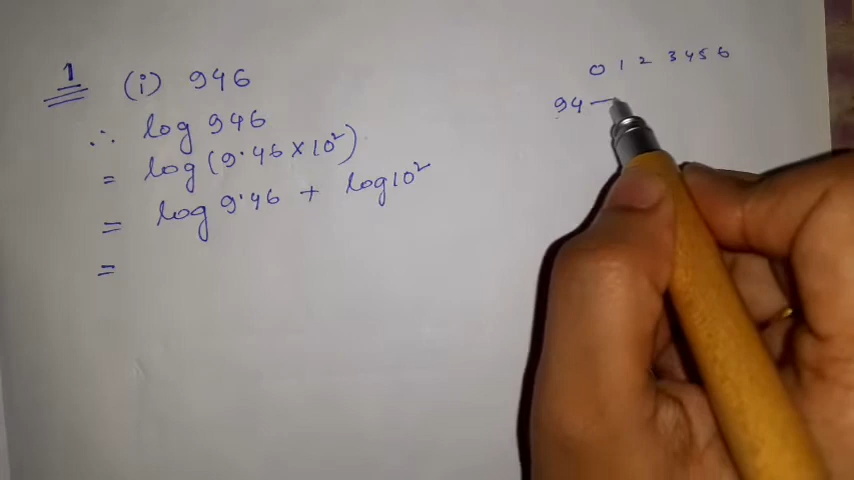 1 (i) 946
∴ log 946
= log (9.46 × 10²)
= log 9.46 + log10²
=
0 1 2 3 4 5 6
94 —